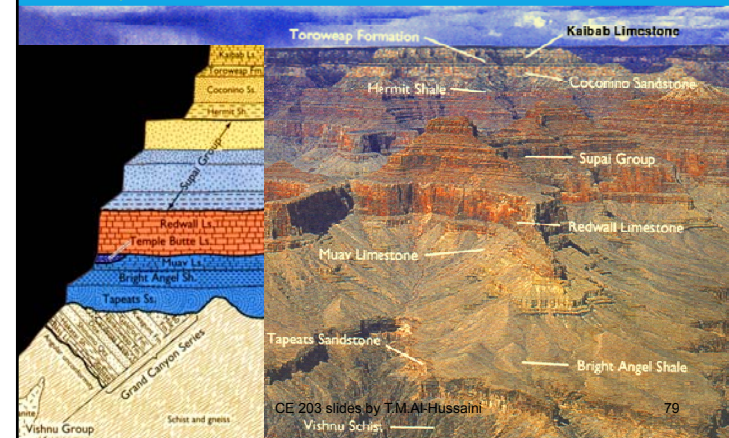 Kaibab Ls.
Toroweap Fm.
Coconino Ss.
Hermit Sh.
Supai Group
Redwall Ls.
Temple Butte Ls.
Muav Ls.
Bright Angel Sh.
Tapeats Ss.
Angular unconformity
Grand Canyon Series
Vishnu Group
Schist and gneiss
Toroweap Formation
Kaibab Limestone
Hermit Shale
Coconino Sandstone
Supai Group
Redwall Limestone
Muav Limestone
Tapeats Sandstone
Bright Angel Shale
Vishnu Schist
CE 203 slides by T.M.Al-Hussaini
79